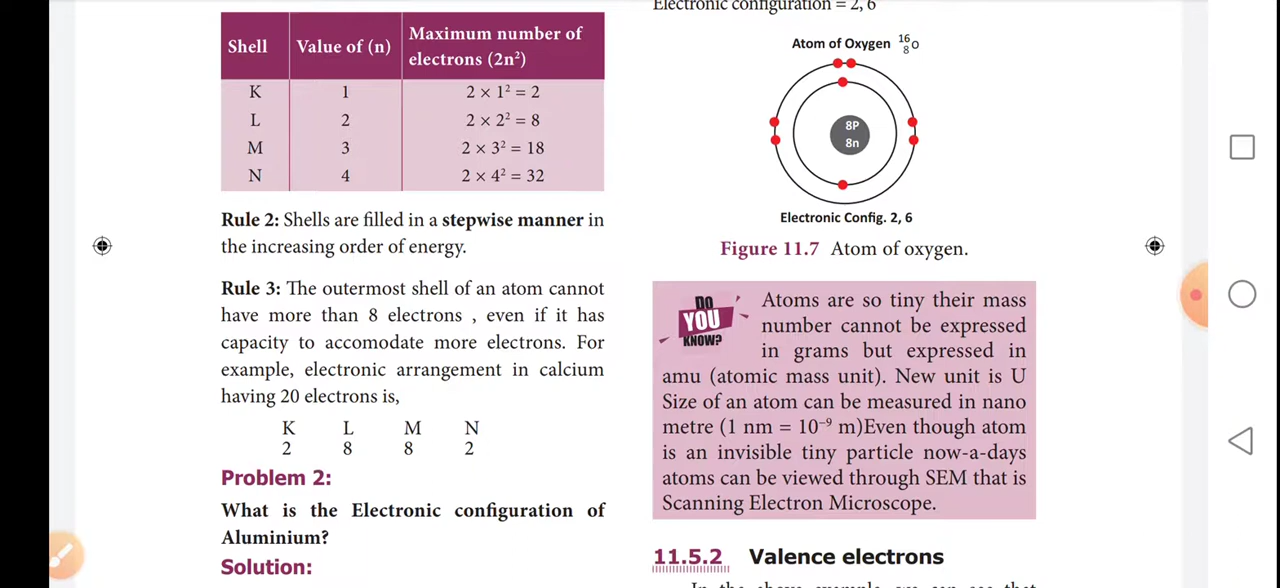 Shell
Value of (n)
Maximum number of
electrons (2n²)
K 1 2 × 1² = 2
L 2 2 × 2² = 8
M 3 2 × 3² = 18
N 4 2 × 4² = 32
Rule 2: Shells are filled in a stepwise manner in
the increasing order of energy.
Rule 3: The outermost shell of an atom cannot
have more than 8 electrons , even if it has
capacity to accomodate more electrons. For
example, electronic arrangement in calcium
having 20 electrons is,
K L M N
2 8 8 2
Problem 2:
What is the Electronic configuration of
Aluminium?
Solution:
Electronic configuration = 2, 6
Atom of Oxygen ¹⁶₈O
8P
8n
Electronic Config. 2, 6
Figure 11.7 Atom of oxygen.
DO
YOU
KNOW?
Atoms are so tiny their mass
number cannot be expressed
in grams but expressed in
amu (atomic mass unit). New unit is U
Size of an atom can be measured in nano
metre (1 nm = 10⁻⁹ m)Even though atom
is an invisible tiny particle now-a-days
atoms can be viewed through SEM that is
Scanning Electron Microscope.
11.5.2 Valence electrons